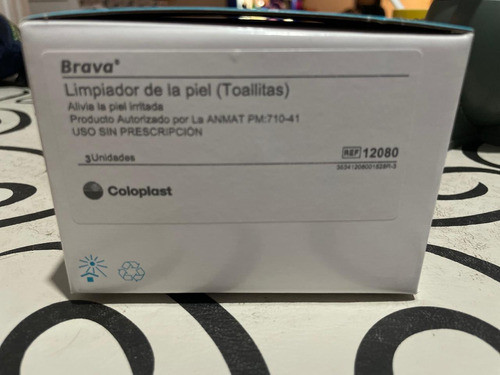 Brava®
Limpiador de la piel (Toallitas)
Alivia la piel irritada
Producto Autorizado por La ANMAT PM:710-41
USO SIN PRESCRIPCIÓN
3 Unidades
REF 12080
Coloplast